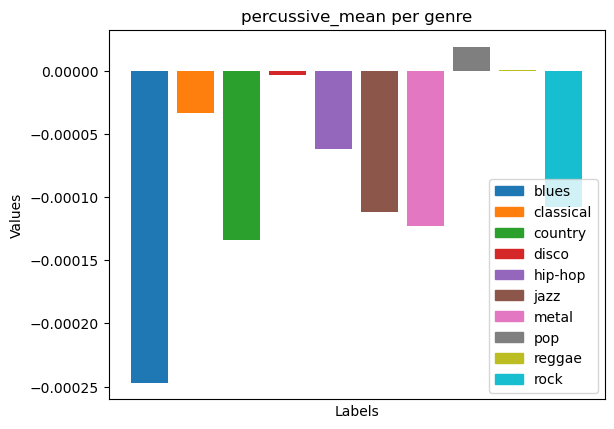 percussive_mean per genre
Values
0.00000
−0.00005
−0.00010
−0.00015
−0.00020
−0.00025
blues
classical
country
disco
hip-hop
jazz
metal
pop
reggae
rock
Labels